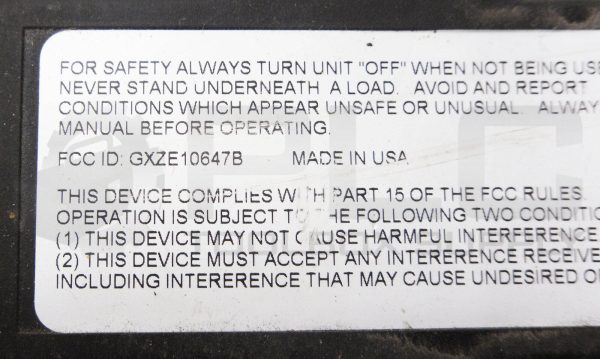 FOR SAFETY ALWAYS TURN UNIT "OFF" WHEN NOT BEING USE
NEVER STAND UNDERNEATH A LOAD. AVOID AND REPORT
CONDITIONS WHICH APPEAR UNSAFE OR UNUSUAL. ALWAY
MANUAL BEFORE OPERATING.
FCC ID: GXZE10647B MADE IN USA
THIS DEVICE COMPLIES WITH PART 15 OF THE FCC RULES
OPERATION IS SUBJECT TO THE FOLLOWING TWO CONDITIO
(1) THIS DEVICE MAY NOT CAUSE HARMFUL INTERFERENCE
(2) THIS DEVICE MUST ACCEPT ANY INTERERENCE RECEIVE
INCLUDING INTERERENCE THAT MAY CAUSE UNDESIRED O